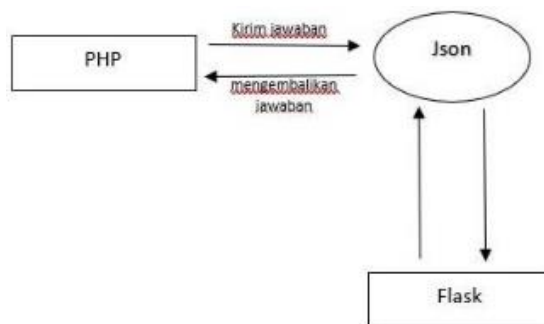 Kirim jawaban
PHP
Json
mengembalikan
jawaban
Flask